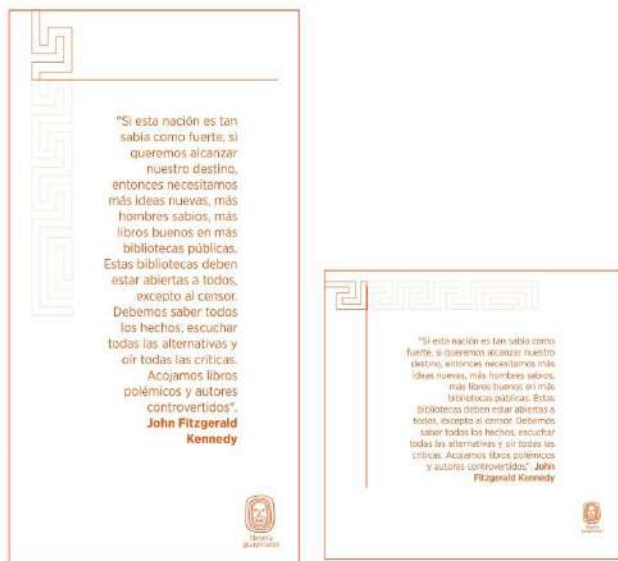 "Si esta nación es tan
sabia como fuerte, si
queremos alcanzar
nuestro destino,
entonces necesitamos
más ideas nuevas, más
hombres sabios, más
libros buenos en más
bibliotecas públicas.
Estas bibliotecas deben
estar abiertas a todos,
excepto al censor.
Debemos saber todos
los hechos, escuchar
todas las alternativas y
oír todas las críticas.
Acojamos libros
polémicos y autores
controvertidos".
John Fitzgerald
Kennedy
librería
guayanesa
"Si esta nación es tan sabia como
fuerte, si queremos alcanzar nuestro
destino, entonces necesitamos más
ideas nuevas, más hombres sabios,
más libros buenos en más
bibliotecas públicas. Estas
bibliotecas deben estar abiertas a
todos, excepto al censor. Debemos
saber todos los hechos, escuchar
todas las alternativas y oír todas las
críticas. Acojamos libros polémicos
y autores controvertidos". John
Fitzgerald Kennedy